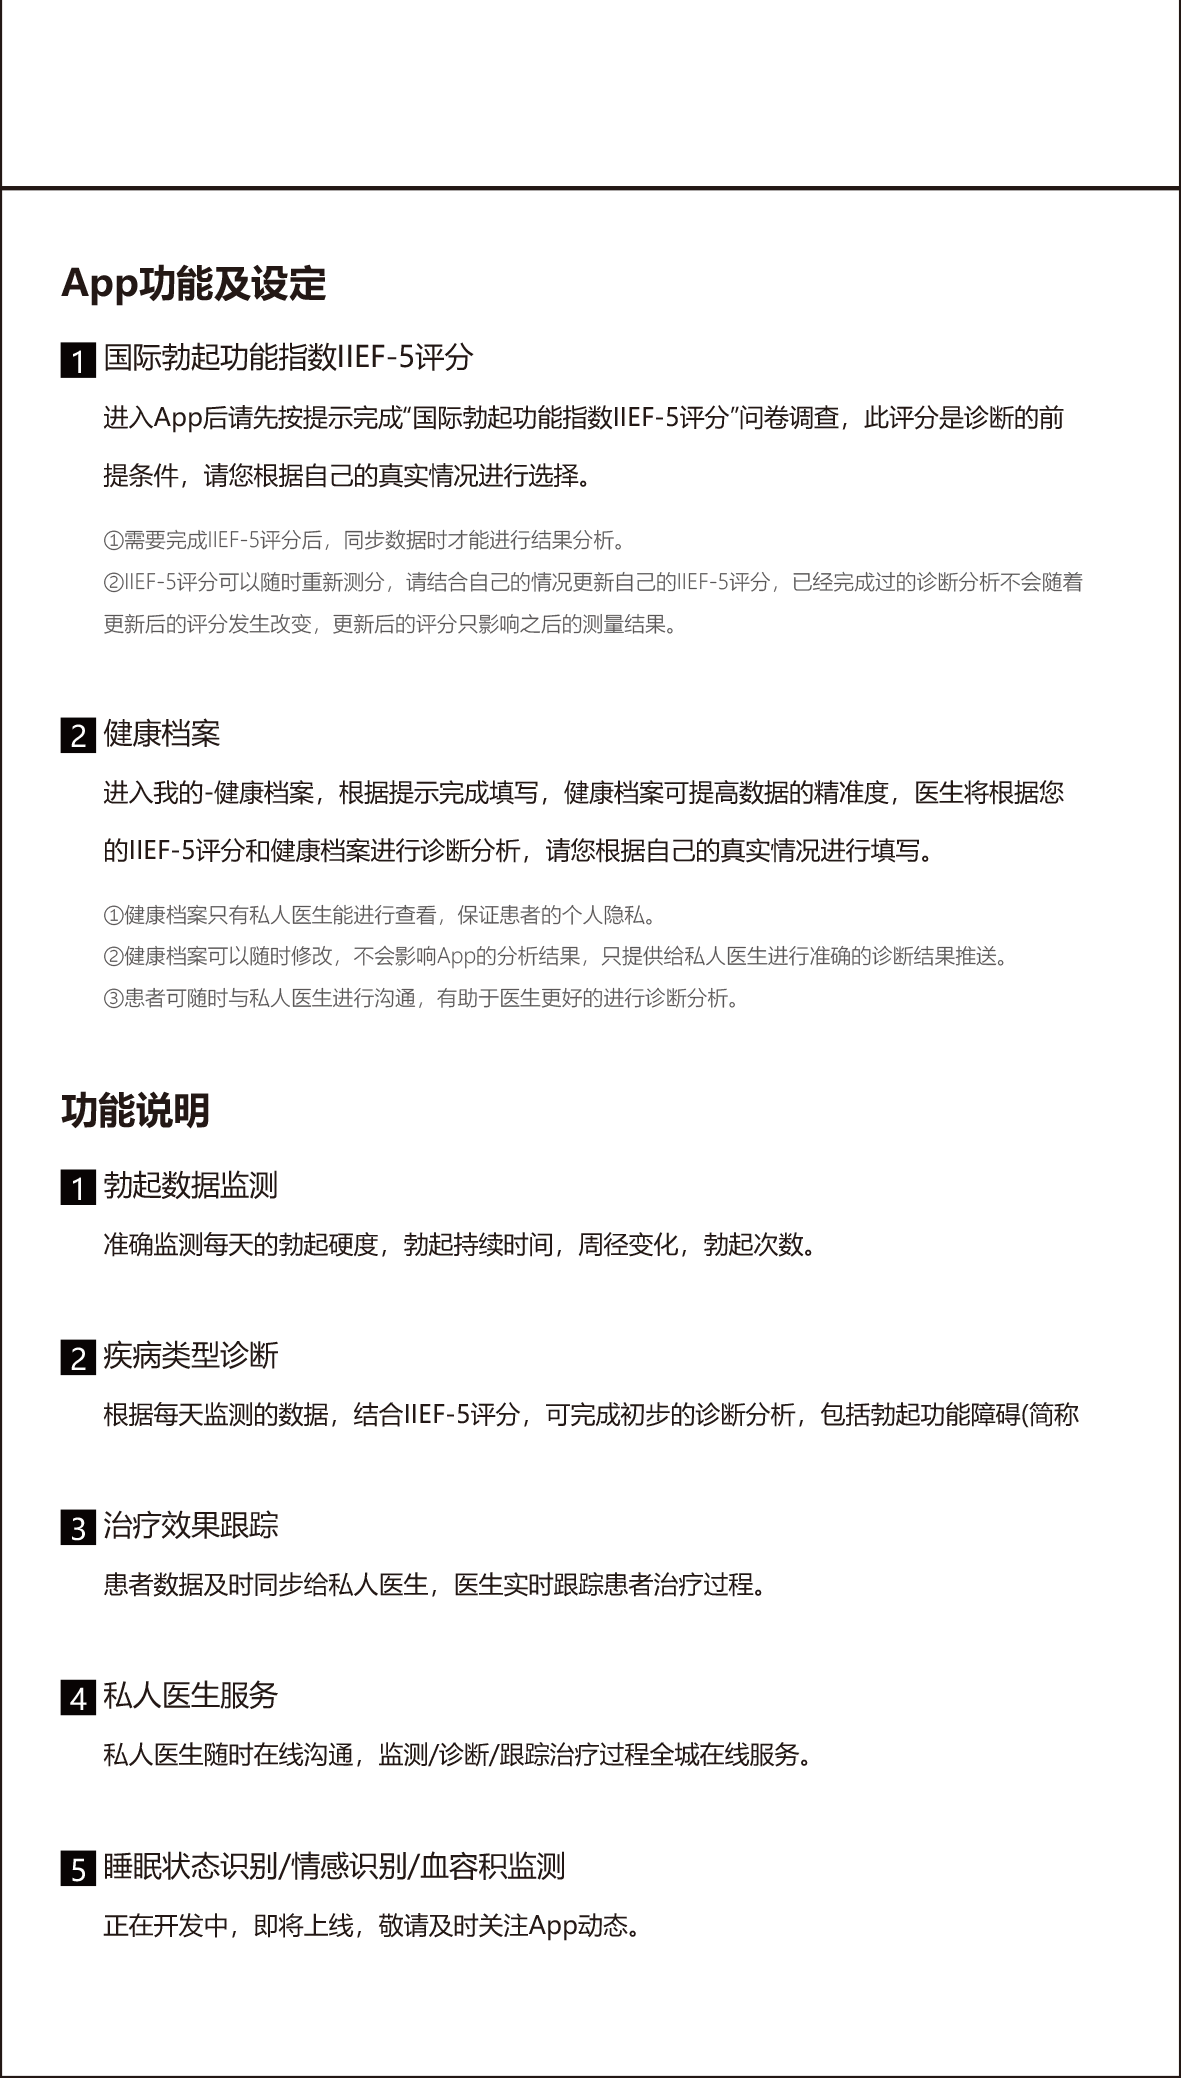 App功能及设定
1 国际勃起功能指数IIEF-5评分
进入App后请先按提示完成“国际勃起功能指数IIEF-5评分”问卷调查，此评分是诊断的前
提条件，请您根据自己的真实情况进行选择。
①需要完成IIEF-5评分后，同步数据时才能进行结果分析。
②IIEF-5评分可以随时重新测分，请结合自己的情况更新自己的IIEF-5评分，已经完成过的诊断分析不会随着
更新后的评分发生改变，更新后的评分只影响之后的测量结果。
2 健康档案
进入我的-健康档案，根据提示完成填写，健康档案可提高数据的精准度，医生将根据您
的IIEF-5评分和健康档案进行诊断分析，请您根据自己的真实情况进行填写。
①健康档案只有私人医生能进行查看，保证患者的个人隐私。
②健康档案可以随时修改，不会影响App的分析结果，只提供给私人医生进行准确的诊断结果推送。
③患者可随时与私人医生进行沟通，有助于医生更好的进行诊断分析。
功能说明
1 勃起数据监测
准确监测每天的勃起硬度，勃起持续时间，周径变化，勃起次数。
2 疾病类型诊断
根据每天监测的数据，结合IIEF-5评分，可完成初步的诊断分析，包括勃起功能障碍(简称
3 治疗效果跟踪
患者数据及时同步给私人医生，医生实时跟踪患者治疗过程。
4 私人医生服务
私人医生随时在线沟通，监测/诊断/跟踪治疗过程全城在线服务。
5 睡眠状态识别/情感识别/血容积监测
正在开发中，即将上线，敬请及时关注App动态。